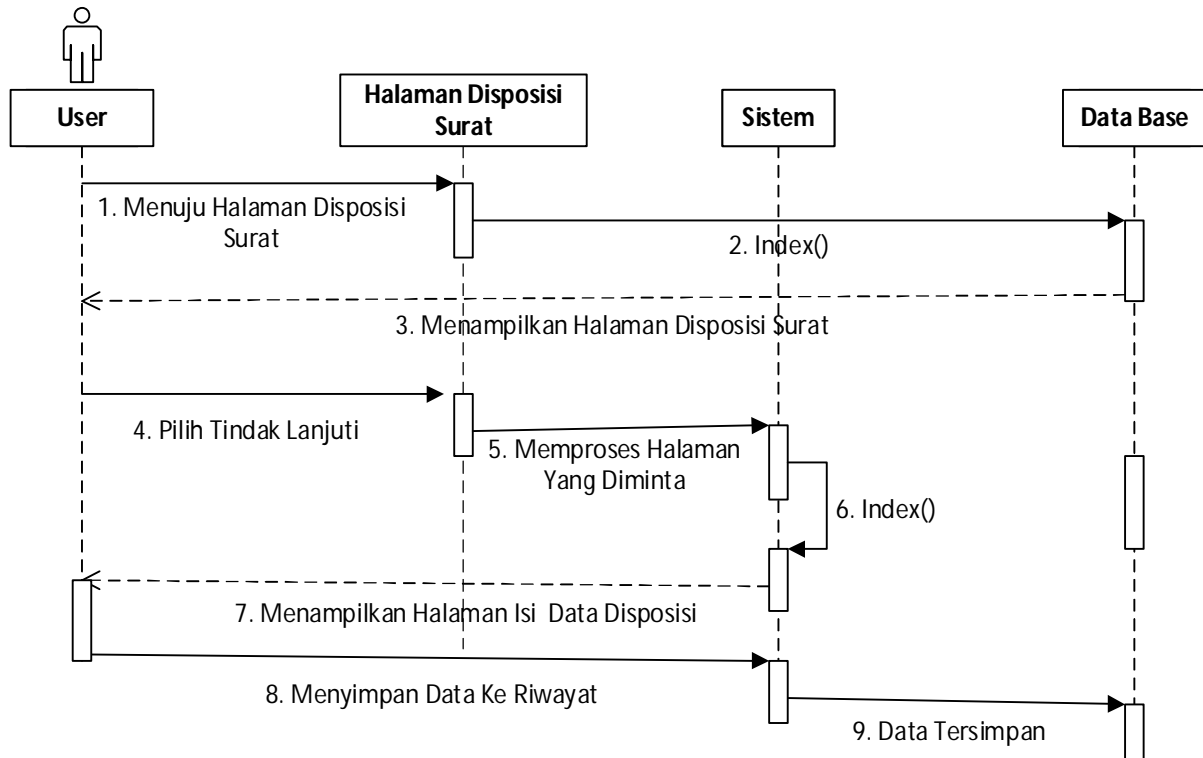 User
Halaman Disposisi
Surat
Sistem
Data Base
1. Menuju Halaman Disposisi
Surat
2. Index()
3. Menampilkan Halaman Disposisi Surat
4. Pilih Tindak Lanjuti
5. Memproses Halaman
Yang Diminta
6. Index()
7. Menampilkan Halaman Isi  Data Disposisi
8. Menyimpan Data Ke Riwayat
9. Data Tersimpan